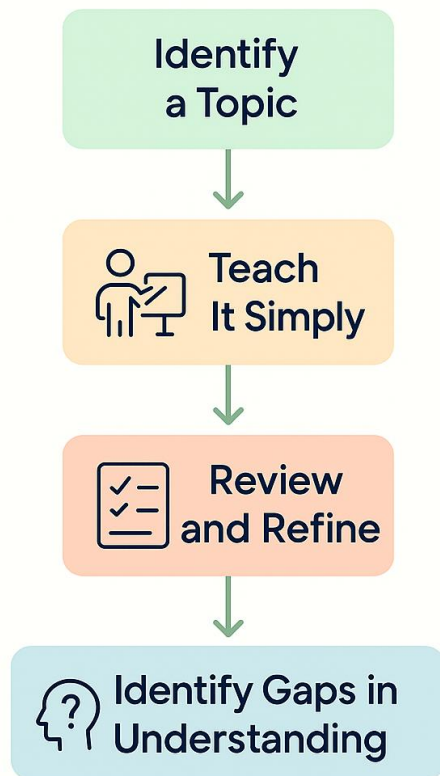 Identify
a Topic
Teach
It Simply
Review
and Refine
Identify Gaps in
Understanding